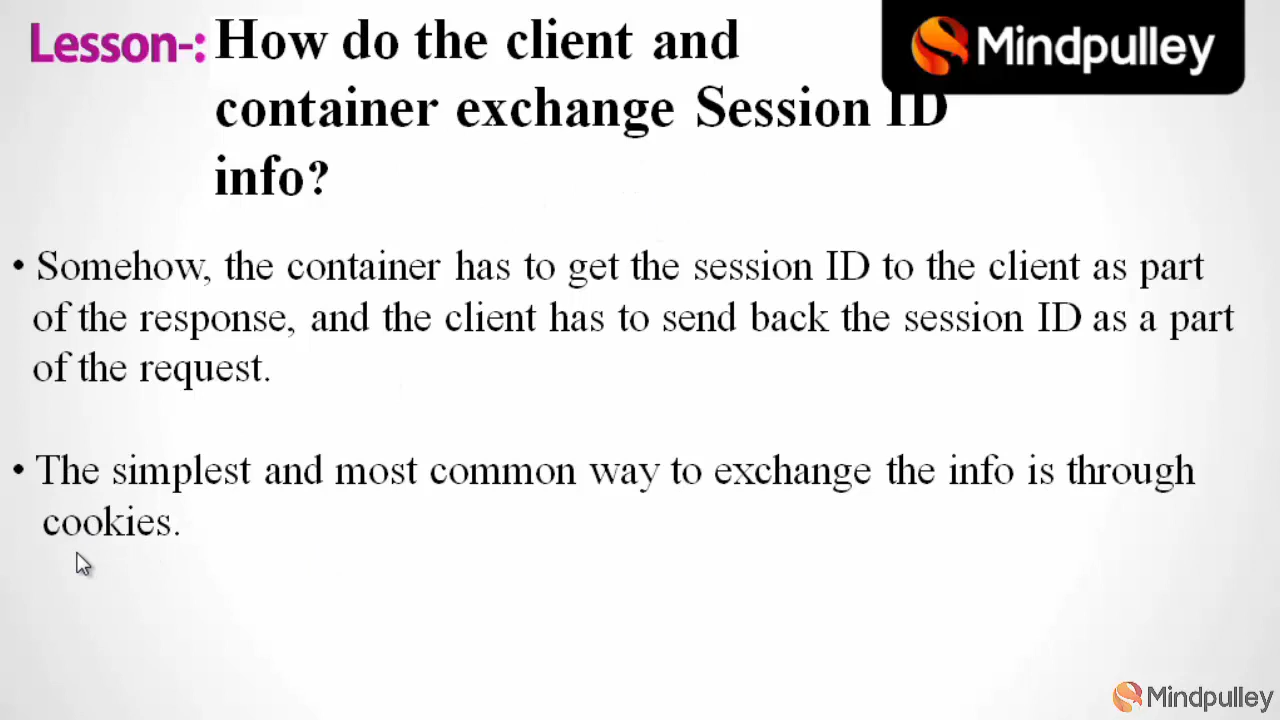 Lesson-: How do the client and
container exchange Session ID
info?
Mindpulley
• Somehow, the container has to get the session ID to the client as part
of the response, and the client has to send back the session ID as a part
of the request.
• The simplest and most common way to exchange the info is through
cookies.
Mindpulley